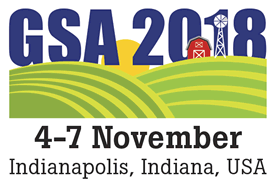 GSA 2018
4–7 November
Indianapolis, Indiana, USA